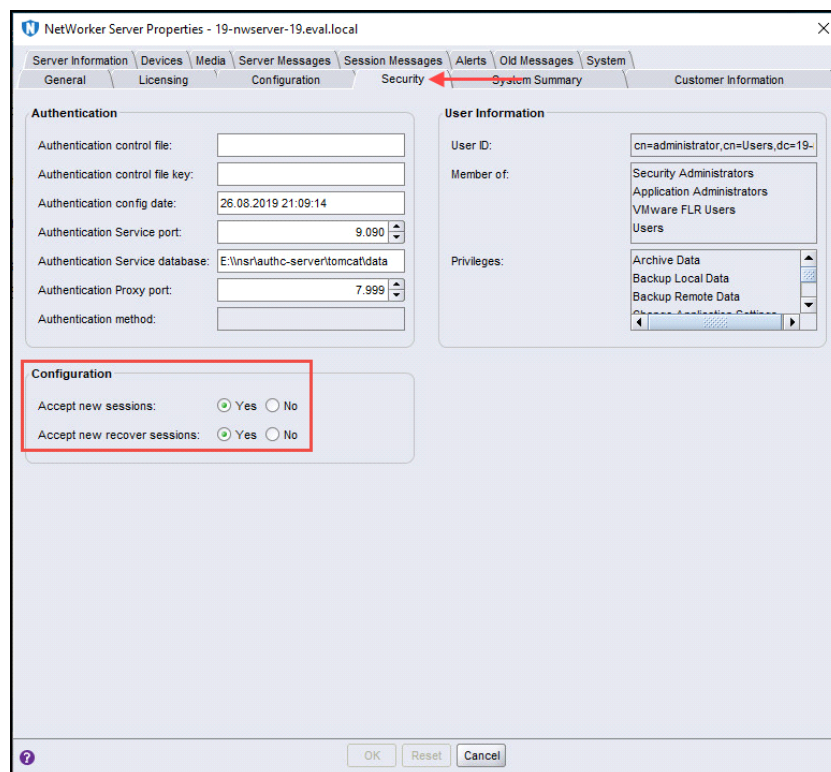 NetWorker Server Properties - 19-nwserver-19.eval.local
Server Information Devices Media Server Messages Session Messages Alerts Old Messages System
General Licensing Configuration Security System Summary Customer Information
Authentication
Authentication control file:
Authentication control file key:
Authentication config date: 26.08.2019 21:09:14
Authentication Service port: 9.090
Authentication Service database: E:\\nsr\authc-server\tomcat\data
Authentication Proxy port: 7.999
Authentication method:
Configuration
Accept new sessions: Yes No
Accept new recover sessions: Yes No
User Information
User ID: cn=administrator,cn=Users,dc=19-
Member of: Security Administrators
Application Administrators
VMware FLR Users
Users
Privileges: Archive Data
Backup Local Data
Backup Remote Data
Change Application Settings
?
OK Reset Cancel